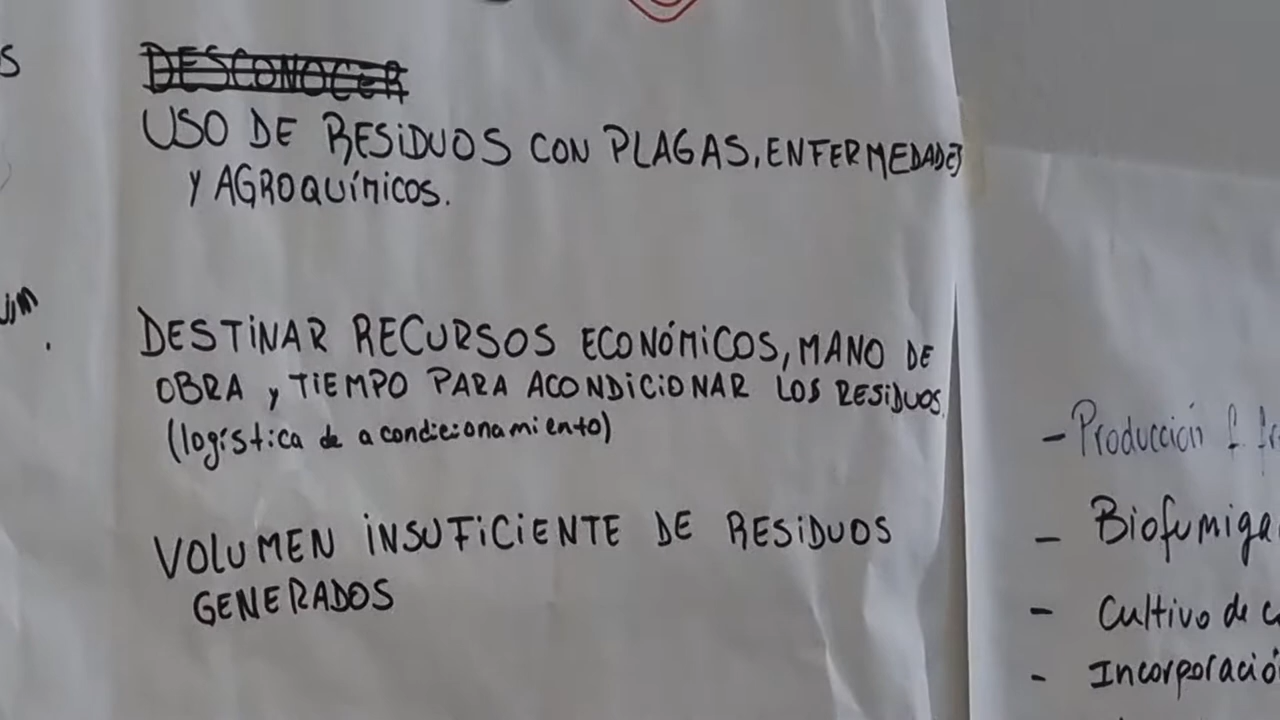 DESCONOCER
USO DE RESIDUOS CON PLAGAS, ENFERMEDADES
Y AGROQUÍMICOS.
DESTINAR RECURSOS ECONÓMICOS, MANO DE
OBRA y TIEMPO PARA ACONDICIONAR LOS RESIDUOS.
(logística de acondicionamiento)
VOLUMEN INSUFICIENTE DE RESIDUOS
GENERADOS
- Producción f.
- Biofumiga
- Cultivo de
- Incorporació